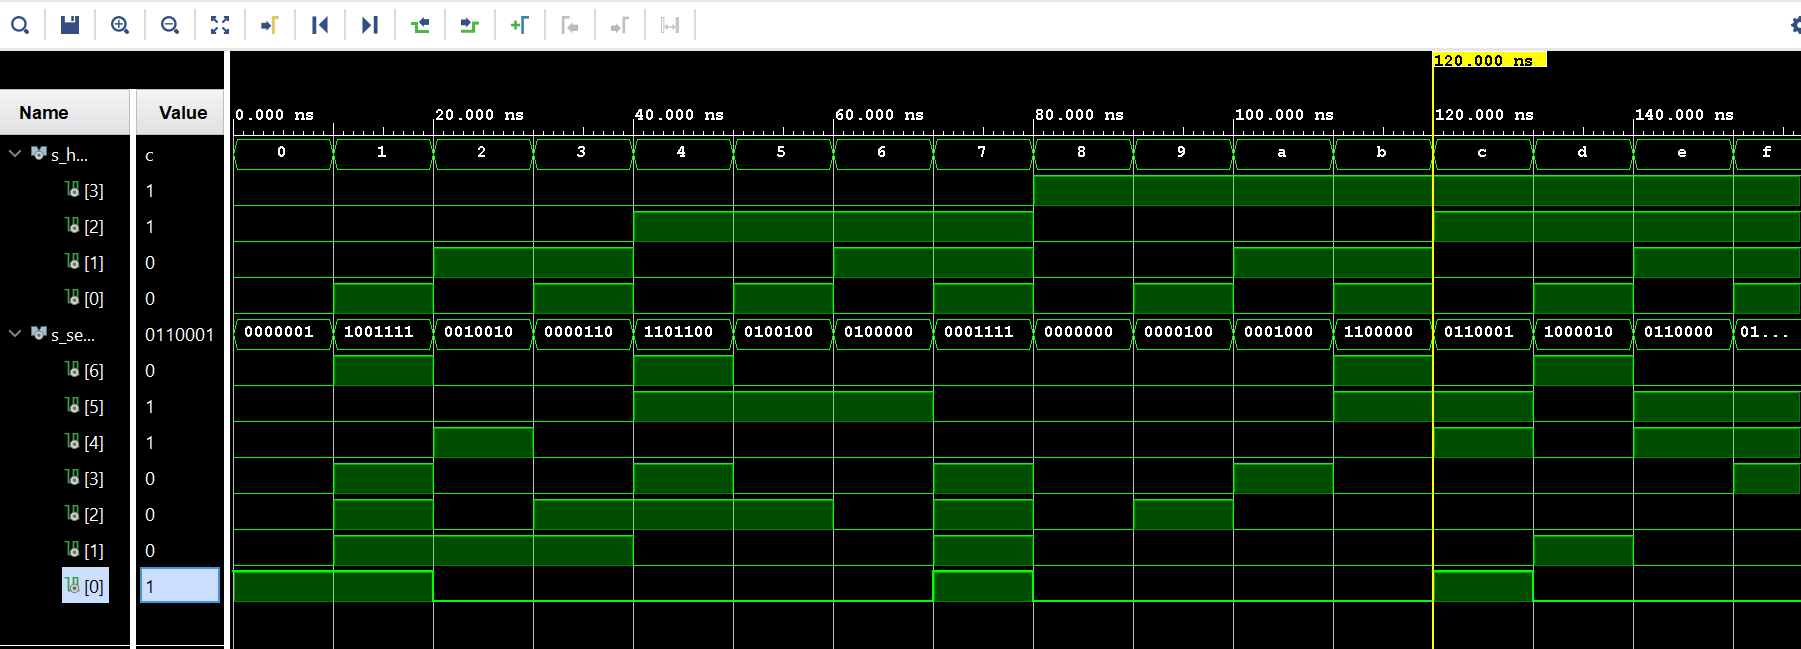 120.000 ns
Name Value
0.000 ns 20.000 ns 40.000 ns 60.000 ns 80.000 ns 100.000 ns 120.000 ns 140.000 ns
s_h... c 0 1 2 3 4 5 6 7 8 9 a b c d e f
[3] 1
[2] 1
[1] 0
[0] 0
s_se... 0110001 0000001 1001111 0010010 0000110 1101100 0100100 0100000 0001111 0000000 0000100 0001000 1100000 0110001 1000010 0110000 01...
[6] 0
[5] 1
[4] 1
[3] 0
[2] 0
[1] 0
[0] 1